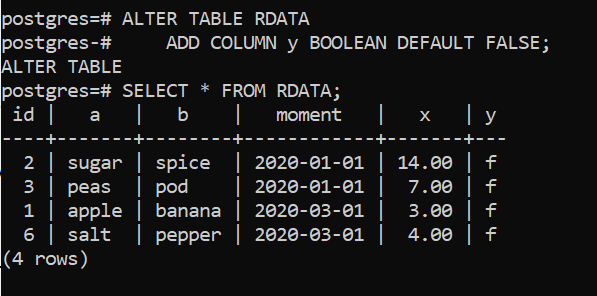 postgres=# ALTER TABLE RDATA
postgres-#     ADD COLUMN y BOOLEAN DEFAULT FALSE;
ALTER TABLE
postgres=# SELECT * FROM RDATA;
 id |   a   |   b    |   moment   |   x   | y
----+-------+--------+------------+-------+---
  2 | sugar | spice  | 2020-01-01 | 14.00 | f
  3 | peas  | pod    | 2020-01-01 |  7.00 | f
  1 | apple | banana | 2020-03-01 |  3.00 | f
  6 | salt  | pepper | 2020-03-01 |  4.00 | f
(4 rows)